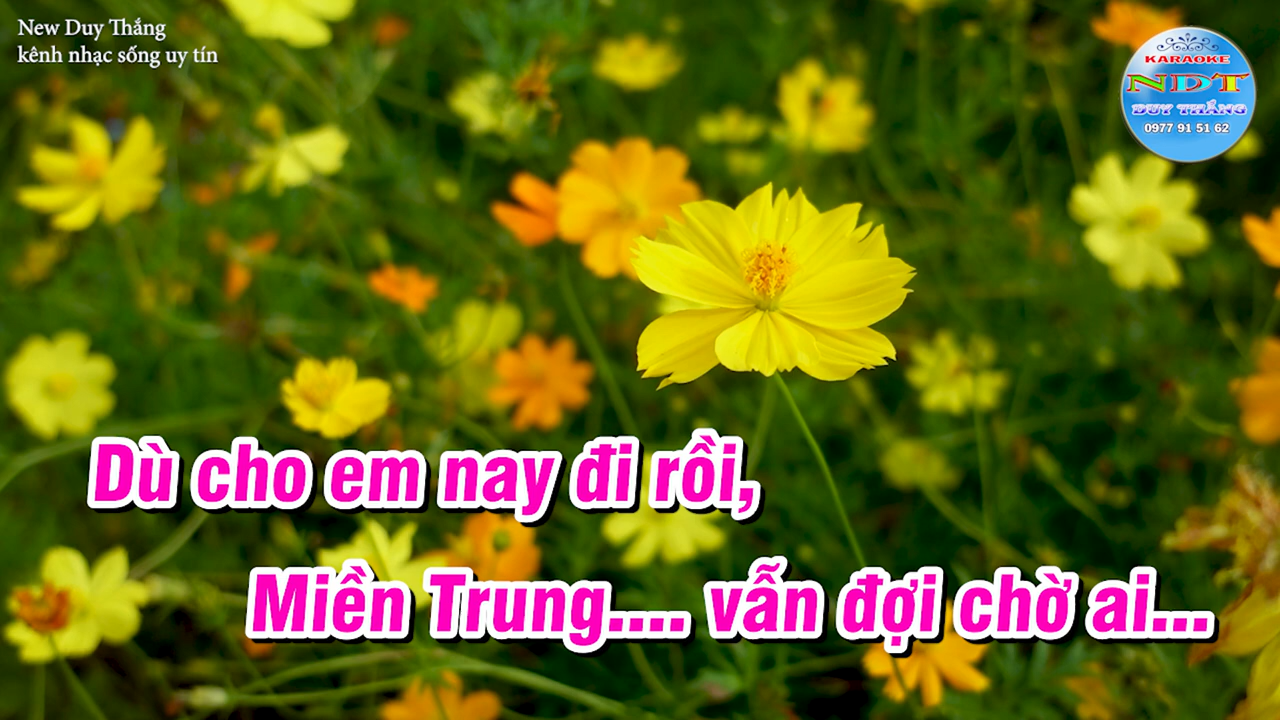 New Duy Thắng
kênh nhạc sống uy tín
KARAOKE
NDT
DUY THẮNG
0977 91 51 62
Dù cho em nay đi rồi,
Miền Trung.... vẫn đợi chờ ai...